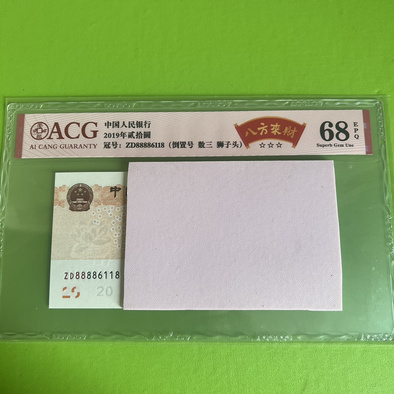 ACG
AI CANG GUARANTY
中国人民银行
2019年贰拾圆
冠号：ZD88886118（倒置号 数三 狮子头）
八方来财
☆☆☆
68
EPQ
Superb Gem Unc
中
ZD88886118
20
20